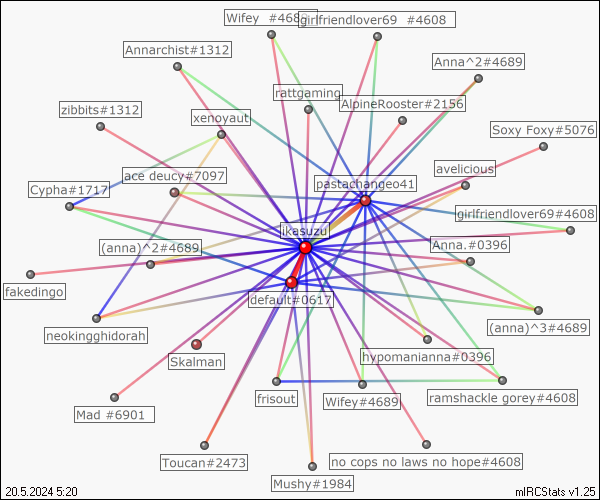 Wifey #468
girlfriendlover69 #4608
Annarchist#1312
Anna^2#4689
rattgaming
AlpineRooster#2156
zibbits#1312
xenoyaut
Soxy Foxy#5076
ace deucy#7097
avelicious
pastachangeo41
Cypha#1717
girlfriendlover69#4608
likasuzu
(anna)^2#4689
Anna.#0396
fakedingo
default#0617
(anna)^3#4689
neokingghidorah
hypomanianna#0396
Skalman
frisout
Wifey#4689
ramshackle gorey#4608
Mad #6901
Toucan#2473
no cops no laws no hope#4608
Mushy#1984
20.5.2024 5:20
mIRCStats v1.25